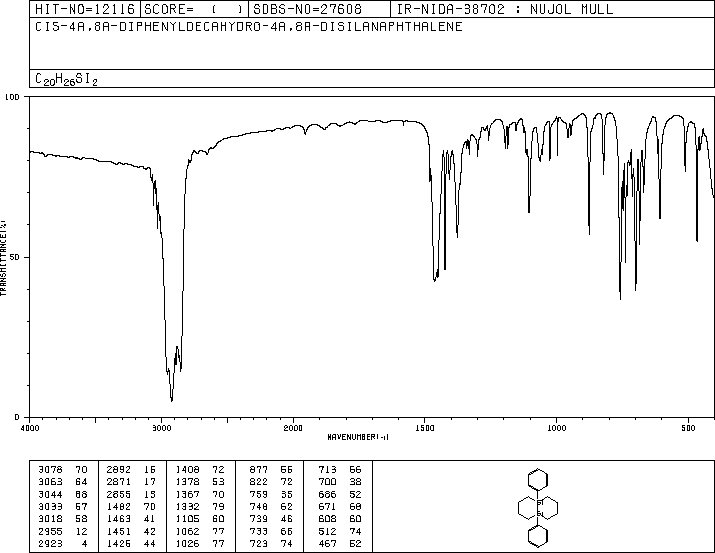 HIT-NO=12116 SCORE= ( ) SDBS-NO=27608 IR-NIDA-38702 : NUJOL MULL
CIS-4A,8A-DIPHENYLDECAHYDRO-4A,8A-DISILANAPHTHALENE
C20H26SI2
100
50
0
TRANSMITTANCE(%)
4000 3000 2000 1500 1000 500
WAVENUMBER(-1)
3078 70 2892 16 1408 72 877 55 713 66
3063 64 2871 17 1378 53 822 72 700 38
3044 68 2855 15 1367 70 759 35 686 52
3033 67 1482 70 1332 79 748 62 671 68
3018 58 1463 41 1105 60 739 46 608 60
2955 12 1451 42 1062 77 733 66 512 74
2923 4 1426 44 1026 77 723 74 467 52
SI
SI